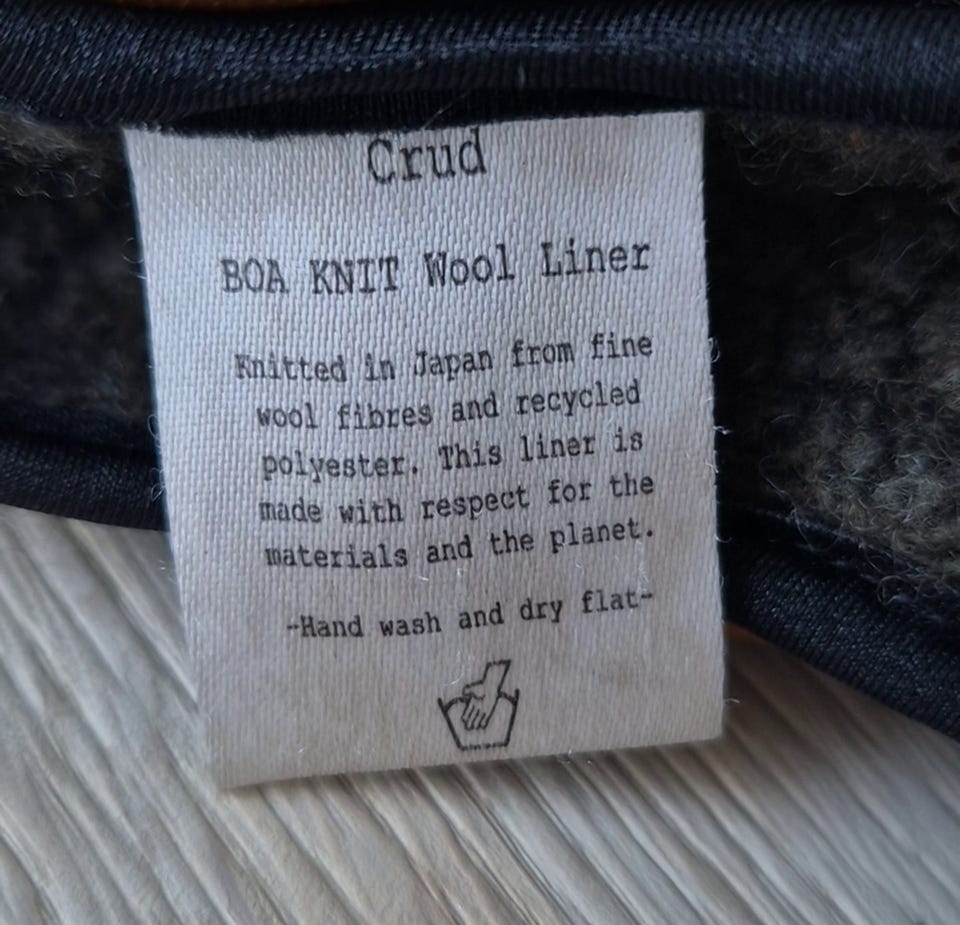 Crud
BOA KNIT Wool Liner
Knitted in Japan from fine
wool fibres and recycled
polyester. This liner is
made with respect for the
materials and the planet.
-Hand wash and dry flat-